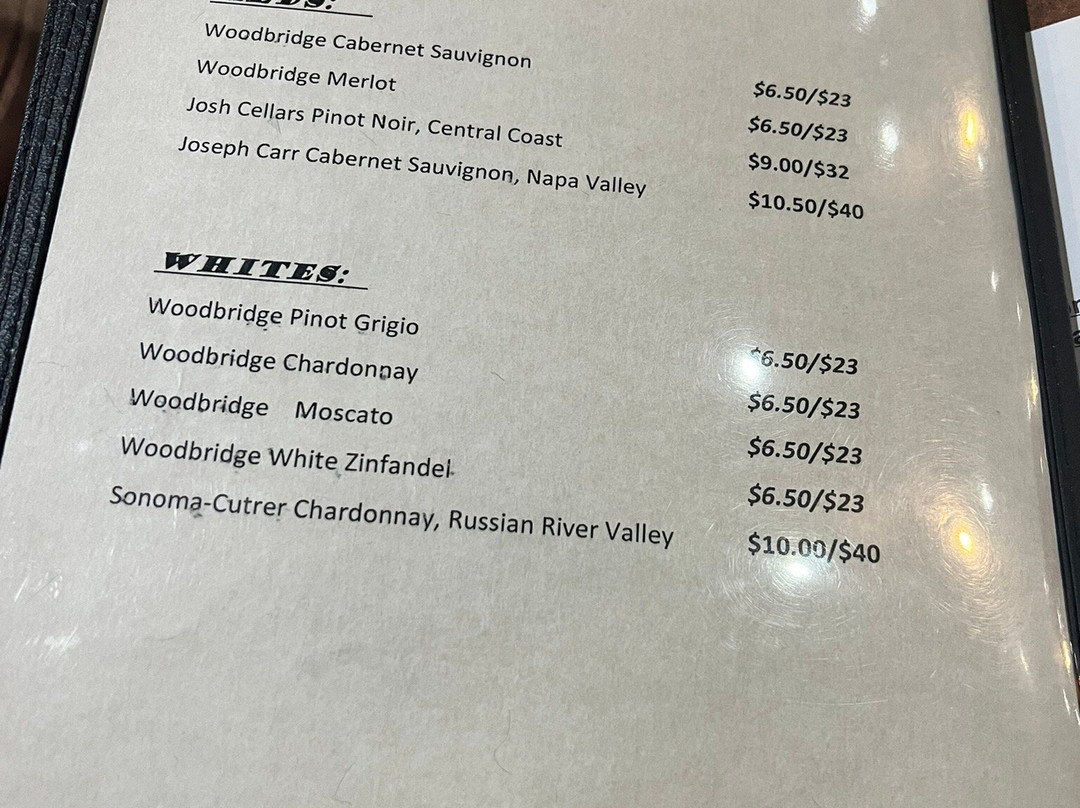 Woodbridge Cabernet Sauvignon $6.50/$23
Woodbridge Merlot $6.50/$23
Josh Cellars Pinot Noir, Central Coast $9.00/$32
Joseph Carr Cabernet Sauvignon, Napa Valley $10.50/$40
WHITES:
Woodbridge Pinot Grigio $6.50/$23
Woodbridge Chardonnay $6.50/$23
Woodbridge Moscato $6.50/$23
Woodbridge White Zinfandel $6.50/$23
Sonoma-Cutrer Chardonnay, Russian River Valley $10.00/$40